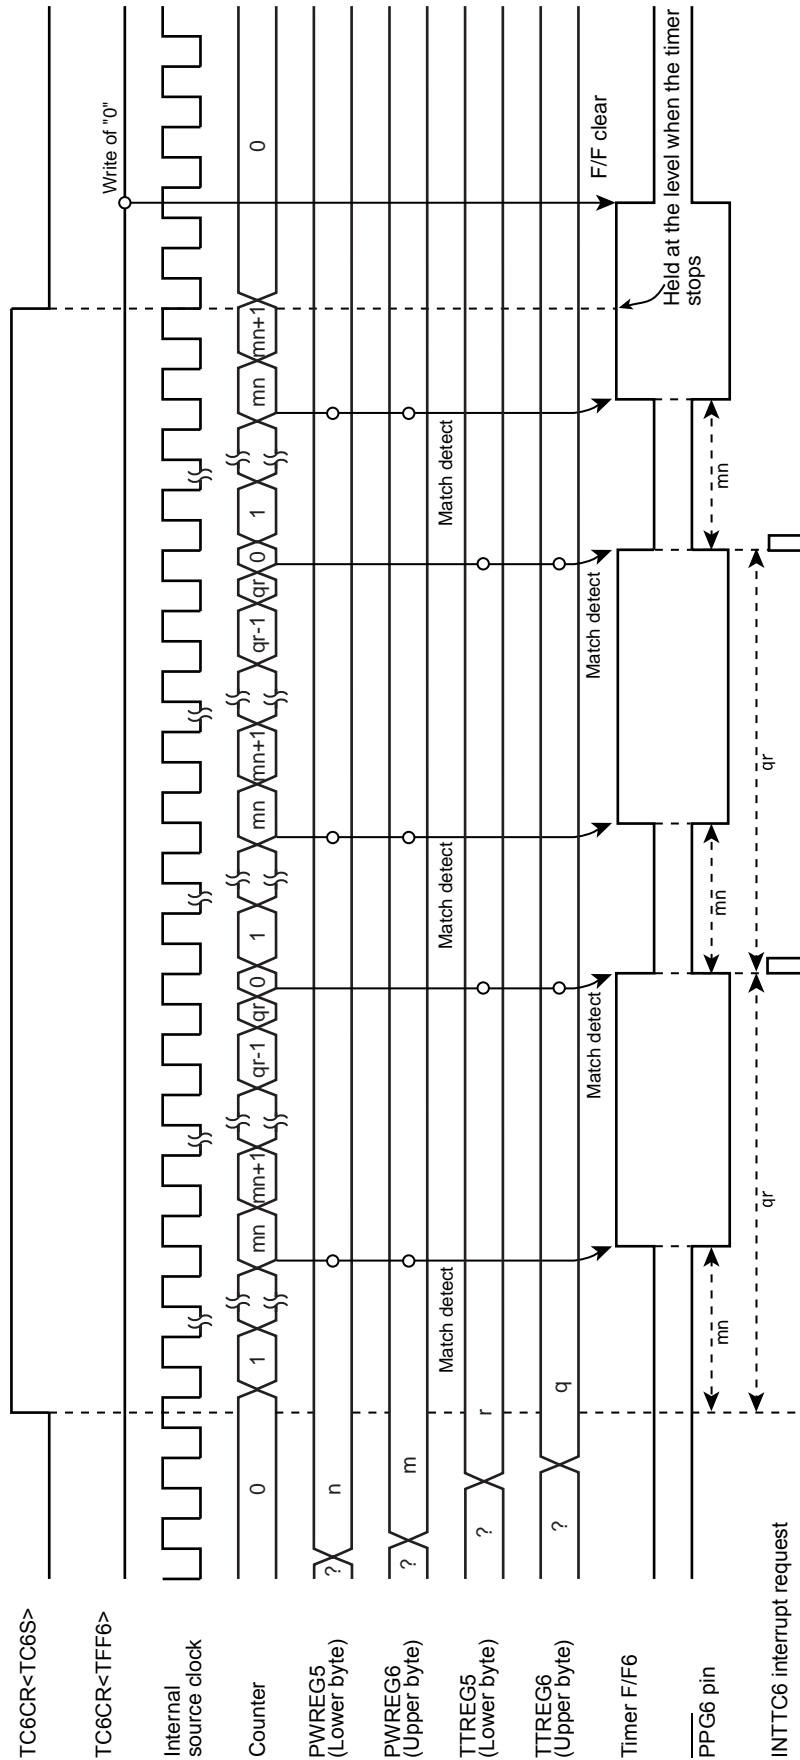 TC6CR<TC6S>
TC6CR<TFF6>
Write of "0"
Internal
source clock
Counter
0
1
mn
mn+1
qr-1
qr
0
1
mn
mn+1
qr-1
qr
0
1
mn
mn+1
0
PWREG5
(Lower byte)
?
n
PWREG6
(Upper byte)
?
m
Match detect
Match detect
Match detect
TTREG5
(Lower byte)
?
r
TTREG6
(Upper byte)
?
q
Match detect
Match detect
F/F clear
Timer F/F6
Held at the level when the timer
stops
PPG6 pin
mn
mn
mn
qr
qr
INTTC6 interrupt request